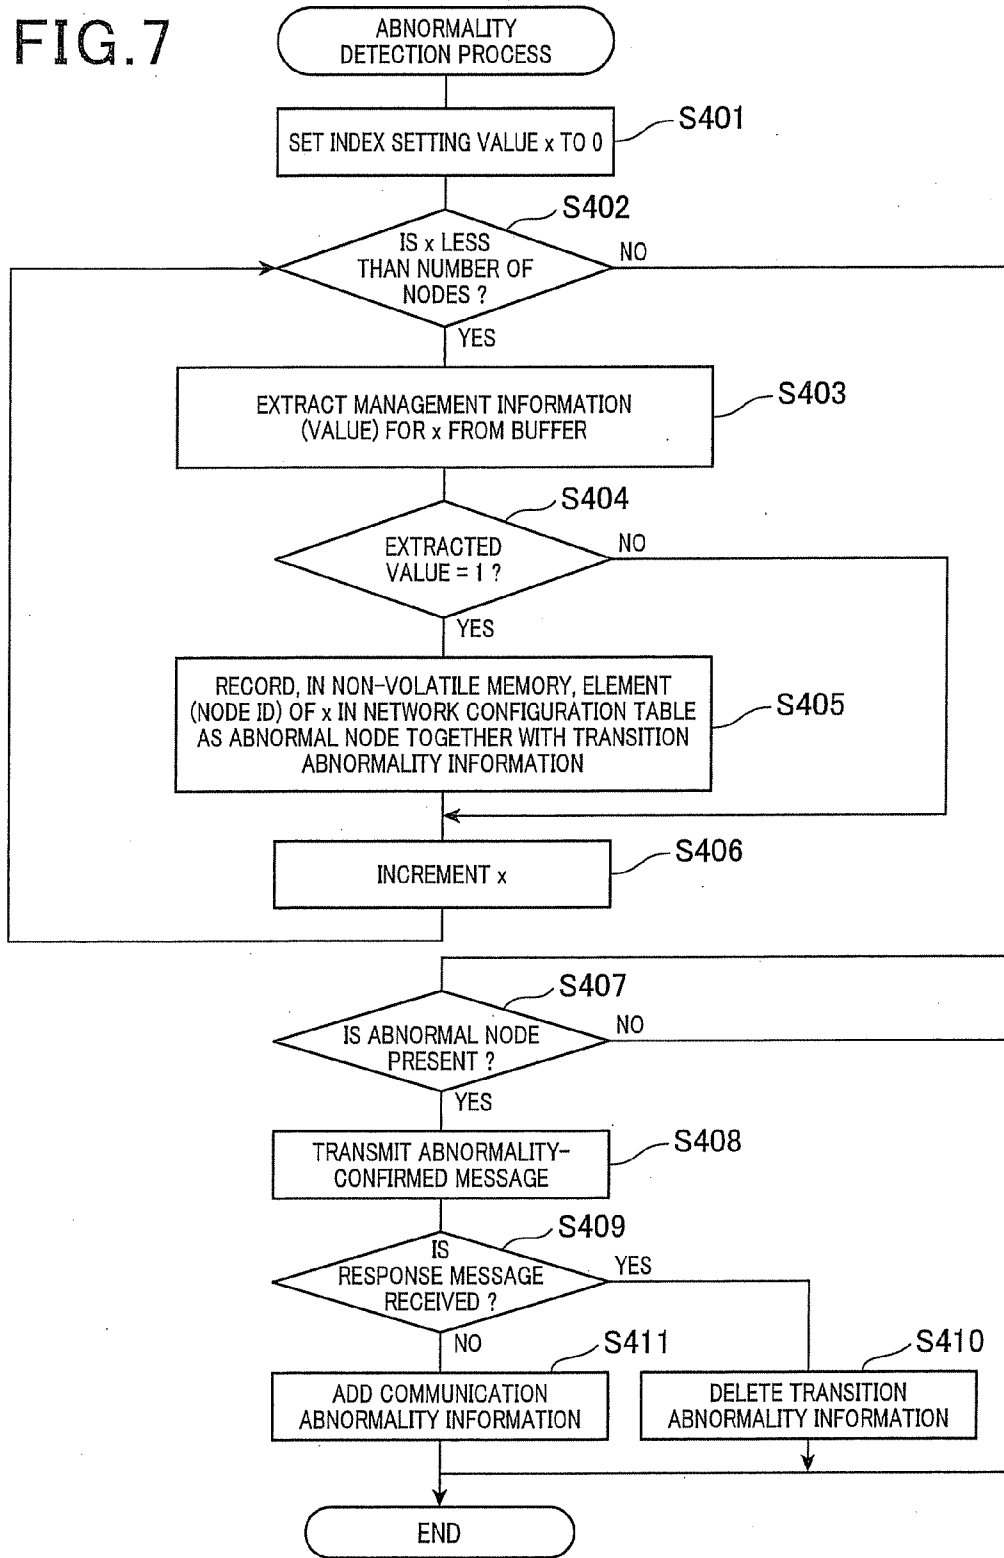 FIG.7
ABNORMALITY
DETECTION PROCESS
S401
SET INDEX SETTING VALUE x TO 0
S402
IS x LESS
THAN NUMBER OF
NODES ?
NO
YES
S403
EXTRACT MANAGEMENT INFORMATION
(VALUE) FOR x FROM BUFFER
S404
EXTRACTED
VALUE = 1 ?
NO
YES
RECORD, IN NON-VOLATILE MEMORY, ELEMENT
(NODE ID) OF x IN NETWORK CONFIGURATION TABLE
AS ABNORMAL NODE TOGETHER WITH TRANSITION
ABNORMALITY INFORMATION
S405
S406
INCREMENT x
S407
IS ABNORMAL NODE
PRESENT ?
NO
YES
S408
TRANSMIT ABNORMALITY-
CONFIRMED MESSAGE
S409
IS
RESPONSE MESSAGE
RECEIVED ?
YES
NO
S411
S410
ADD COMMUNICATION
ABNORMALITY INFORMATION
DELETE TRANSITION
ABNORMALITY INFORMATION
END